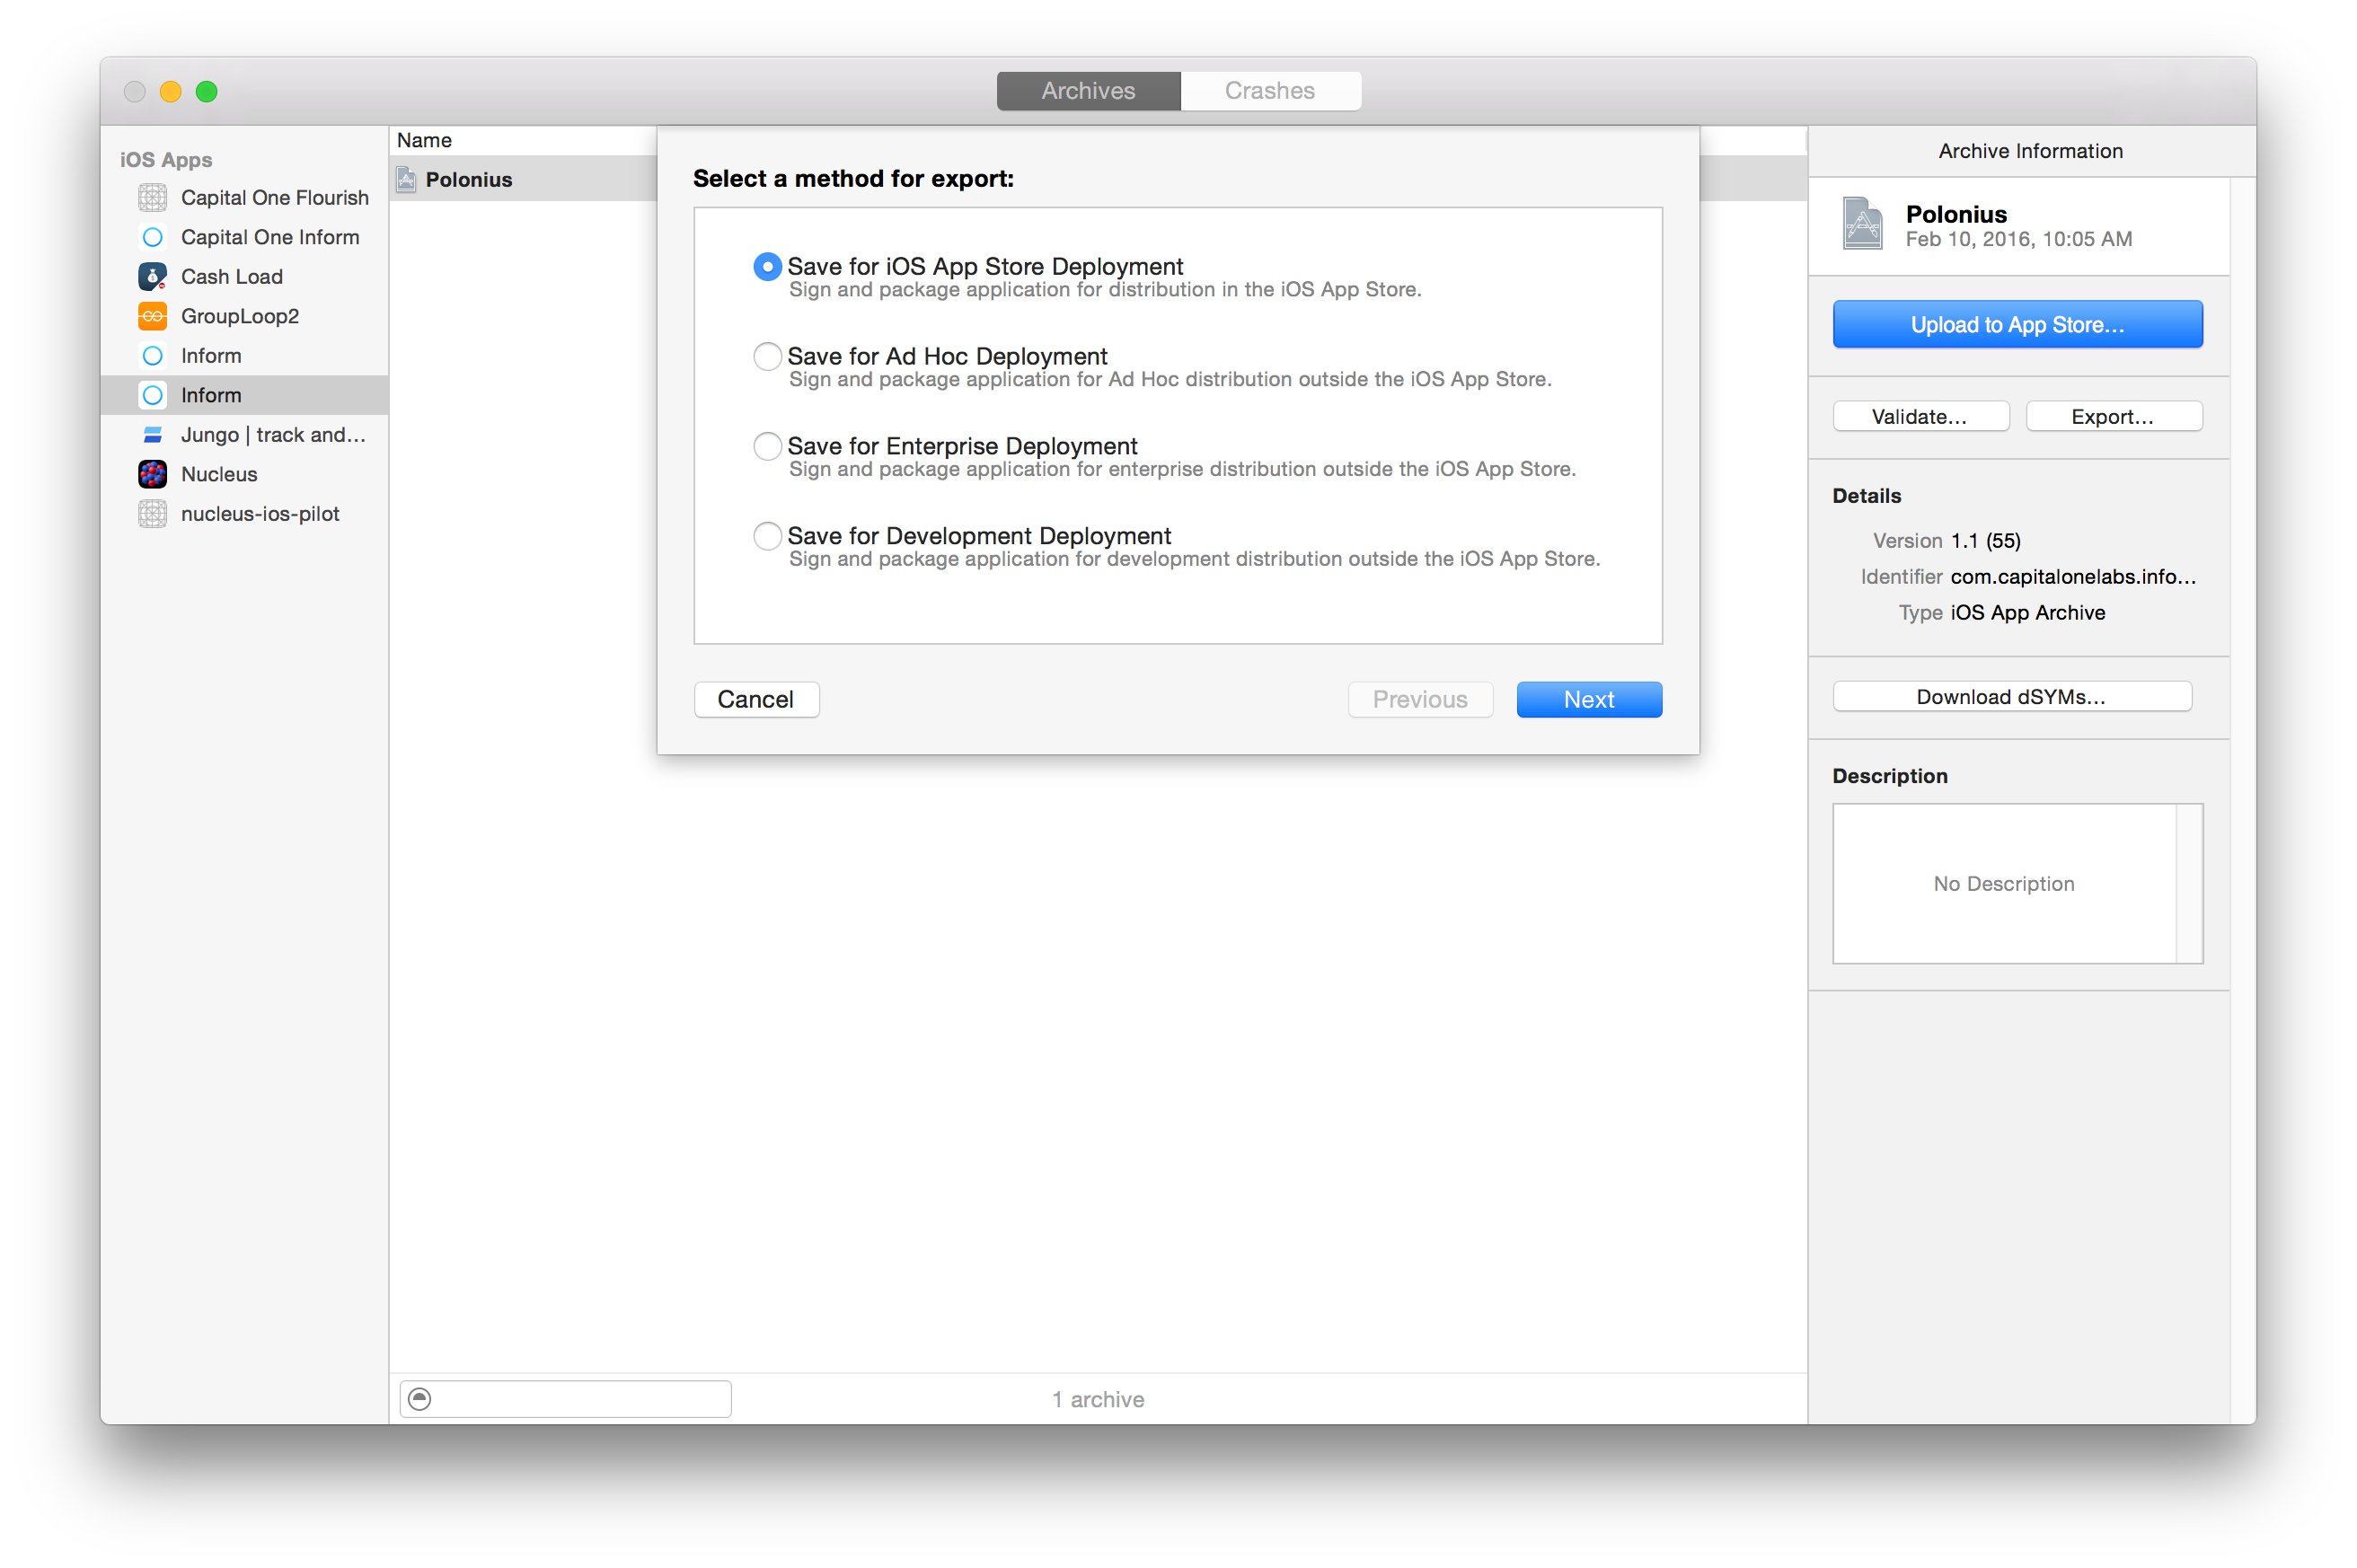 Archives
Crashes
iOS Apps
Capital One Flourish
Capital One Inform
Cash Load
GroupLoop2
Inform
Inform
Jungo | track and...
Nucleus
nucleus-ios-pilot
Name
Polonius
Select a method for export:
Save for iOS App Store Deployment
Sign and package application for distribution in the iOS App Store.
Save for Ad Hoc Deployment
Sign and package application for Ad Hoc distribution outside the iOS App Store.
Save for Enterprise Deployment
Sign and package application for enterprise distribution outside the iOS App Store.
Save for Development Deployment
Sign and package application for development distribution outside the iOS App Store.
Cancel
Previous
Next
1 archive
Archive Information
Polonius
Feb 10, 2016, 10:05 AM
Upload to App Store...
Validate...
Export...
Details
Version 1.1 (55)
Identifier com.capitalonelabs.info...
Type iOS App Archive
Download dSYMs...
Description
No Description